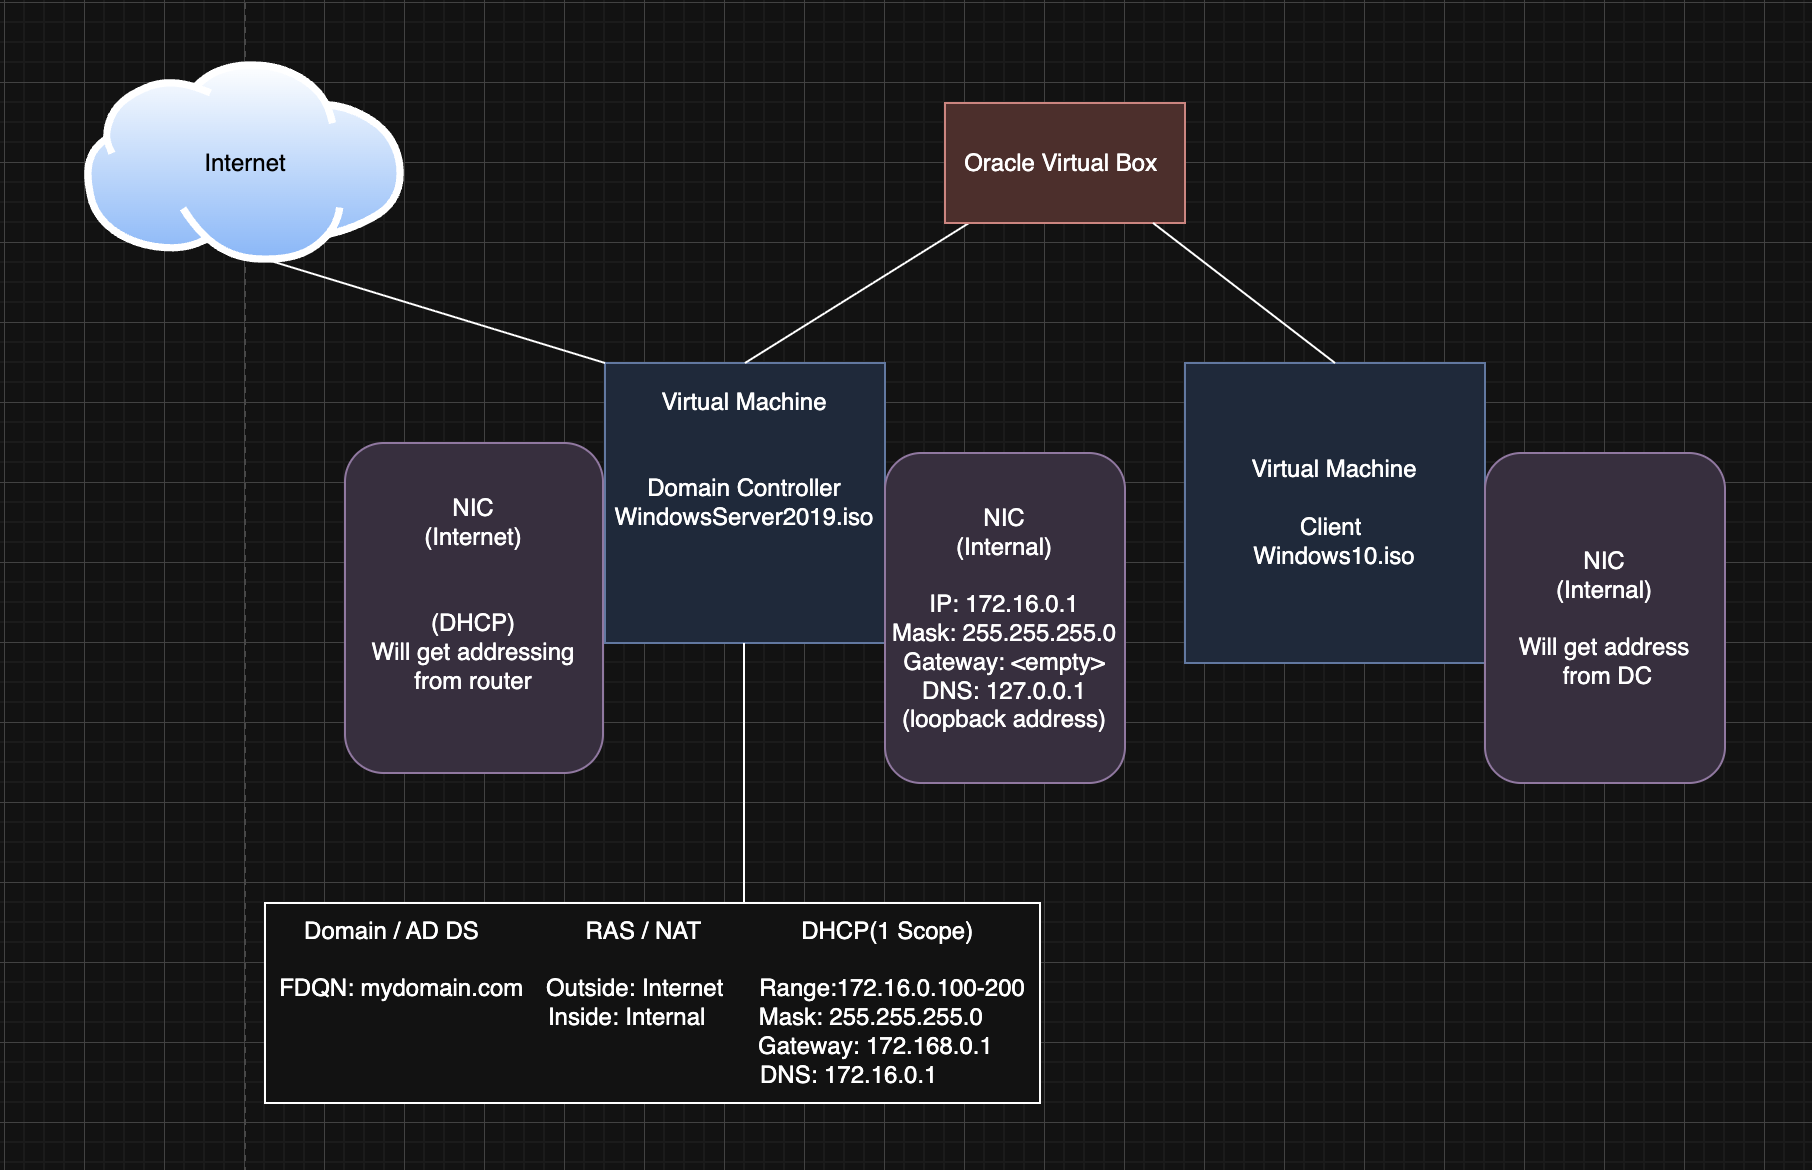 Internet
Oracle Virtual Box
Virtual Machine
Domain Controller
WindowsServer2019.iso
NIC
(Internet)
(DHCP)
Will get addressing
from router
NIC
(Internal)
IP: 172.16.0.1
Mask: 255.255.255.0
Gateway: <empty>
DNS: 127.0.0.1
(loopback address)
Virtual Machine
Client
Windows10.iso
NIC
(Internal)
Will get address
from DC
Domain / AD DS
FDQN: mydomain.com
RAS / NAT
Outside: Internet
Inside: Internal
DHCP(1 Scope)
Range:172.16.0.100-200
Mask: 255.255.255.0
Gateway: 172.168.0.1
DNS: 172.16.0.1